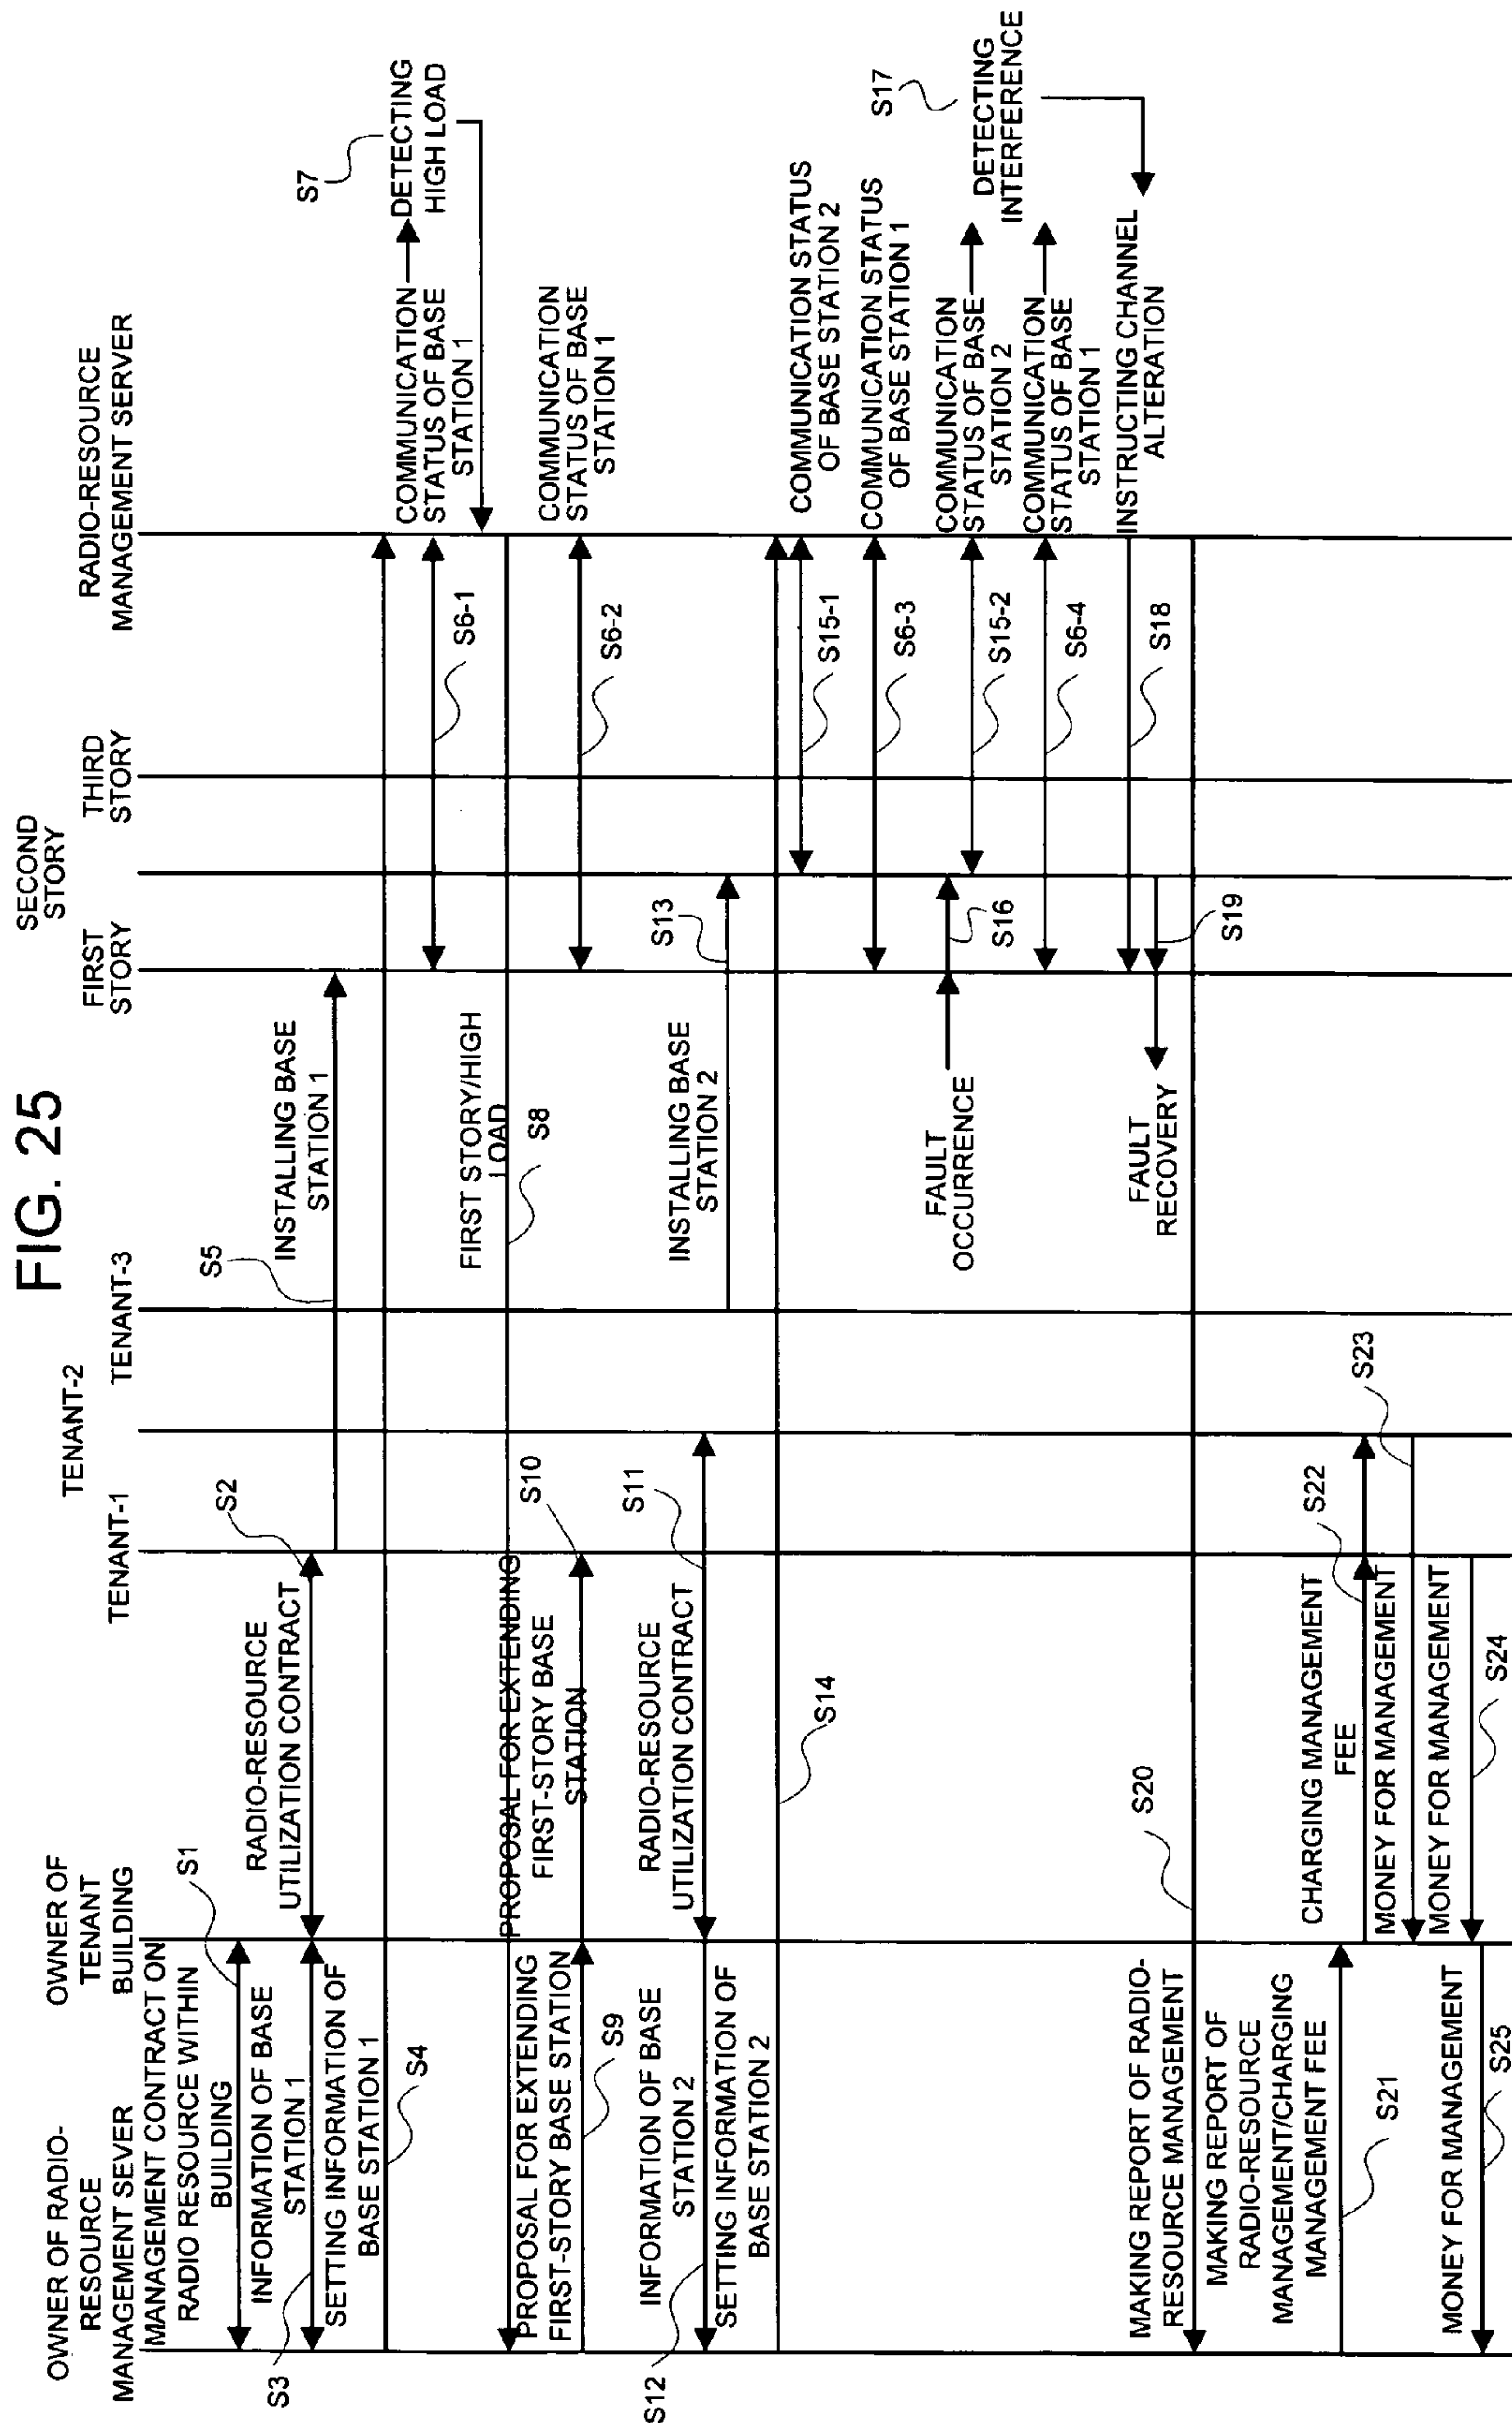 FIG. 25
OWNER OF RADIO-
RESOURCE
MANAGEMENT SEVER
OWNER OF
TENANT
BUILDING
TENANT-1
TENANT-2
TENANT-3
FIRST
STORY
SECOND
STORY
THIRD
STORY
RADIO-RESOURCE
MANAGEMENT SERVER
MANAGEMENT CONTRACT ON
RADIO RESOURCE WITHIN
BUILDING
S1
RADIO-RESOURCE
UTILIZATION CONTRACT
S2
INFORMATION OF BASE
STATION 1
S3
SETTING INFORMATION OF
BASE STATION 1
S4
S5
INSTALLING BASE
STATION 1
S6-1
COMMUNICATION
STATUS OF BASE
STATION 1
DETECTING
HIGH LOAD
S7
FIRST STORY/HIGH
LOAD
S8
S6-2
COMMUNICATION
STATUS OF BASE
STATION 1
PROPOSAL FOR EXTENDING
FIRST-STORY BASE STATION
S9
PROPOSAL FOR EXTENDING
FIRST-STORY BASE
STATION
S10
RADIO-RESOURCE
UTILIZATION CONTRACT
S11
INFORMATION OF BASE
STATION 2
S12
SETTING INFORMATION OF
BASE STATION 2
INSTALLING BASE
STATION 2
S13
S14
S15-1
COMMUNICATION STATUS
OF BASE STATION 2
S6-3
COMMUNICATION STATUS
OF BASE STATION 1
FAULT
OCCURRENCE
S16
S15-2
COMMUNICATION
STATUS OF BASE
STATION 2
S6-4
COMMUNICATION
STATUS OF BASE
STATION 1
DETECTING
INTERFERENCE
S17
INSTRUCTING CHANNEL
ALTERATION
S18
FAULT
RECOVERY
S19
MAKING REPORT OF RADIO-
RESOURCE MANAGEMENT
S20
MAKING REPORT OF
RADIO-RESOURCE
MANAGEMENT/CHARGING
MANAGEMENT FEE
S21
CHARGING MANAGEMENT
FEE
S22
MONEY FOR MANAGEMENT
S23
MONEY FOR MANAGEMENT
S24
MONEY FOR MANAGEMENT
S25